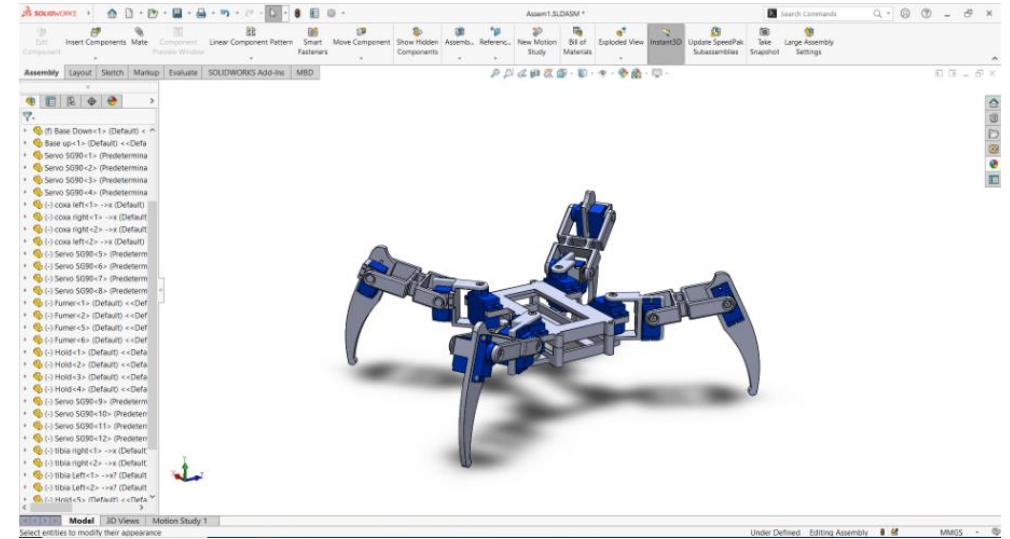 SOLIDWORKS
Assem1.SLDASM *
Search Commands
Edit Component
Insert Components
Mate
Component Preview Window
Linear Component Pattern
Smart Fasteners
Move Component
Show Hidden Components
Assemb...
Referenc...
New Motion Study
Bill of Materials
Exploded View
Instant3D
Update SpeedPak Subassemblies
Take Snapshot
Large Assembly Settings
Assembly Layout Sketch Markup Evaluate SOLIDWORKS Add-Ins MBD
(f) Base Down<1> (Default) <
Base up<1> (Default) <<Defa
Servo SG90<1> (Predetermina
Servo SG90<2> (Predetermina
Servo SG90<3> (Predetermina
Servo SG90<4> (Predetermina
(-) coxa left<1> ->x (Default)
(-) coxa right<1> ->x (Default
(-) coxa right<2> ->x (Default
(-) coxa left<2> ->x (Default)
(-) Servo SG90<5> (Predeterm
(-) Servo SG90<6> (Predeterm
(-) Servo SG90<7> (Predeterm
(-) Servo SG90<8> (Predeterm
(-) Fumer<1> (Default) <<Def
(-) Fumer<2> (Default) <<Def
(-) Fumer<5> (Default) <<Def
(-) Fumer<6> (Default) <<Def
(-) Hold<1> (Default) <<Defa
(-) Hold<2> (Default) <<Defa
(-) Hold<3> (Default) <<Defa
(-) Hold<4> (Default) <<Defa
(-) Servo SG90<9> (Predeterm
(-) Servo SG90<10> (Predeterr
(-) Servo SG90<11> (Predeterr
(-) Servo SG90<12> (Predeterr
(-) tibia right<1> ->x (Default
(-) tibia right<2> ->x (Default
(-) tibia Left<1> ->x? (Default
(-) tibia Left<2> ->x? (Default
(-) Hold<5> (Default) <<Defa
Model 3D Views Motion Study 1
Select entities to modify their appearance
Under Defined Editing Assembly MMGS